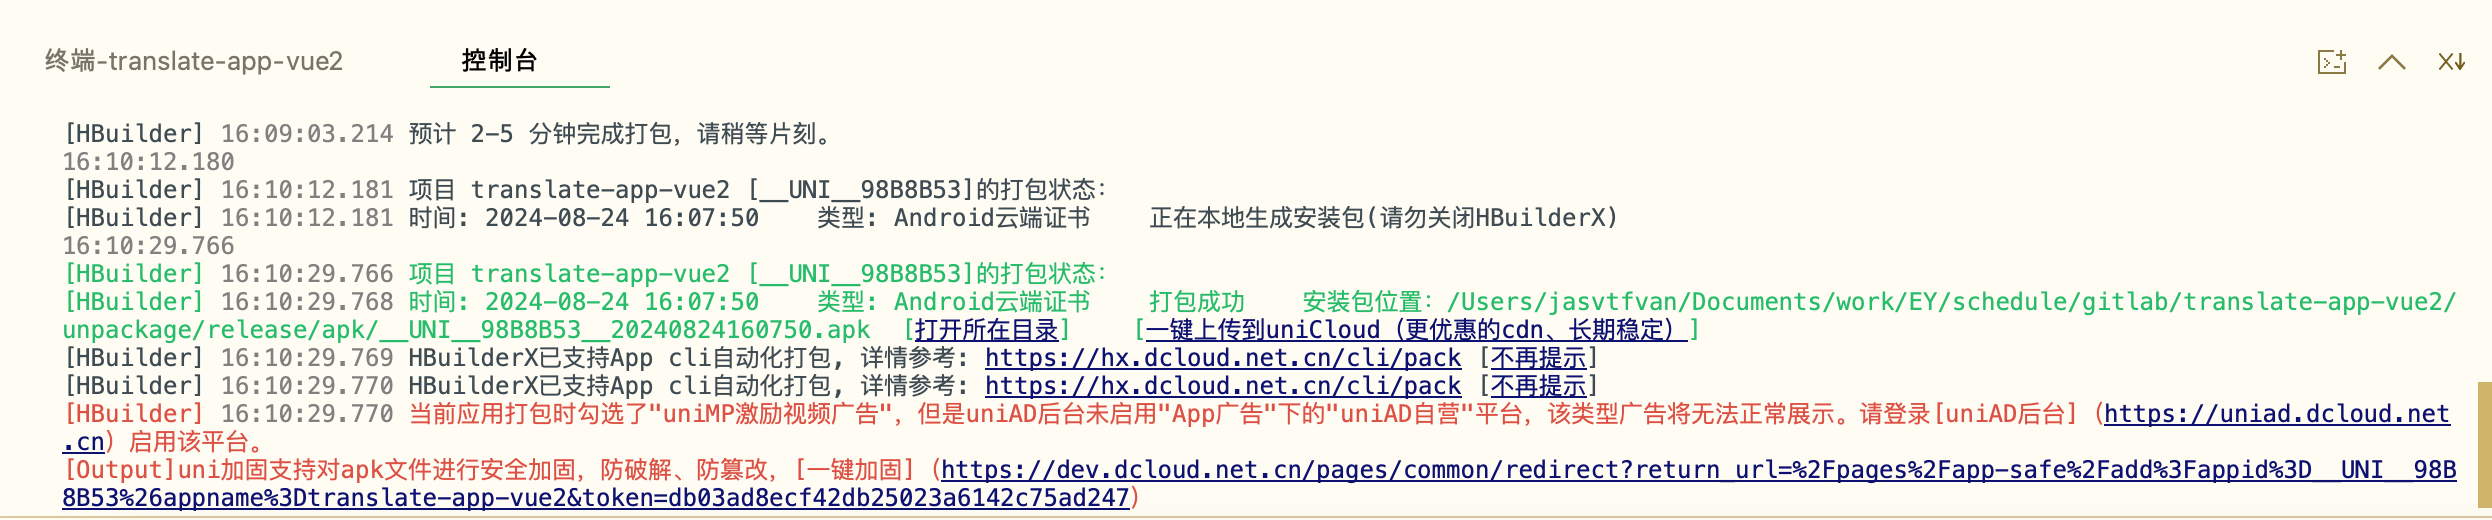 终端-translate-app-vue2 控制台
[HBuilder] 16:09:03.214 预计 2-5 分钟完成打包，请稍等片刻。
16:10:12.180
[HBuilder] 16:10:12.181 项目 translate-app-vue2 [__UNI__98B8B53]的打包状态：
[HBuilder] 16:10:12.181 时间: 2024-08-24 16:07:50    类型: Android云端证书    正在本地生成安装包(请勿关闭HBuilderX)
16:10:29.766
[HBuilder] 16:10:29.766 项目 translate-app-vue2 [__UNI__98B8B53]的打包状态：
[HBuilder] 16:10:29.768 时间: 2024-08-24 16:07:50    类型: Android云端证书    打包成功    安装包位置：/Users/jasvtfvan/Documents/work/EY/schedule/gitlab/translate-app-vue2/
unpackage/release/apk/__UNI__98B8B53__20240824160750.apk  [打开所在目录]    [一键上传到uniCloud（更优惠的cdn、长期稳定）]
[HBuilder] 16:10:29.769 HBuilderX已支持App cli自动化打包, 详情参考: https://hx.dcloud.net.cn/cli/pack [不再提示]
[HBuilder] 16:10:29.770 HBuilderX已支持App cli自动化打包, 详情参考: https://hx.dcloud.net.cn/cli/pack [不再提示]
[HBuilder] 16:10:29.770 当前应用打包时勾选了"uniMP激励视频广告"，但是uniAD后台未启用"App广告"下的"uniAD自营"平台，该类型广告将无法正常展示。请登录[uniAD后台]（https://uniad.dcloud.net
.cn）启用该平台。
[Output]uni加固支持对apk文件进行安全加固，防破解、防篡改，[一键加固]（https://dev.dcloud.net.cn/pages/common/redirect?return_url=%2Fpages%2Fapp-safe%2Fadd%3Fappid%3D__UNI__98B
8B53%26appname%3Dtranslate-app-vue2&token=db03ad8ecf42db25023a6142c75ad247）